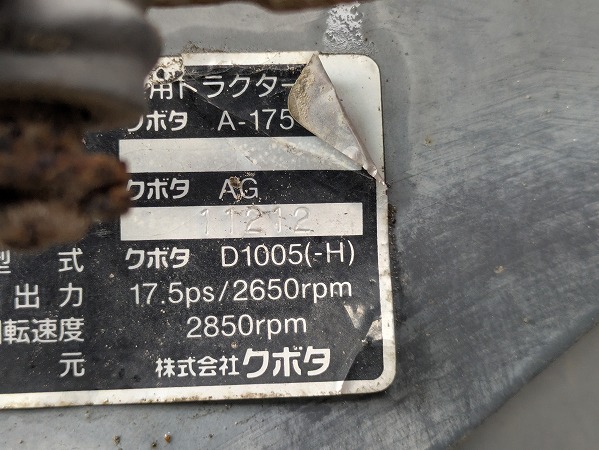 用トラクター
クボタ A-175
クボタ AG
11212
型式 クボタ D1005(-H)
出力 17.5ps/2650rpm
回転速度 2850rpm
元 株式会社クボタ